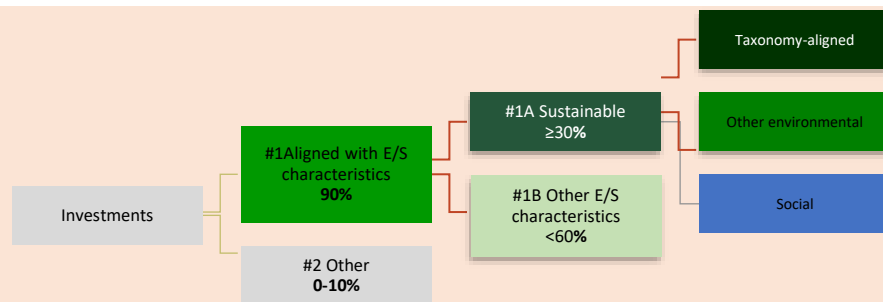 Investments
#1Aligned with E/S
characteristics
90%
#2 Other
0-10%
#1A Sustainable
≥30%
#1B Other E/S
characteristics
<60%
Taxonomy-aligned
Other environmental
Social